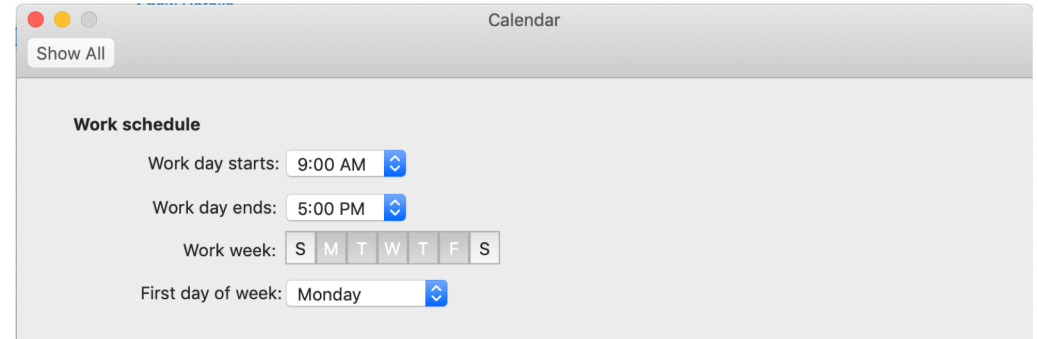 Calendar
Show All
Work schedule
Work day starts: 9:00 AM
Work day ends: 5:00 PM
Work week: S M T W T F S
First day of week: Monday